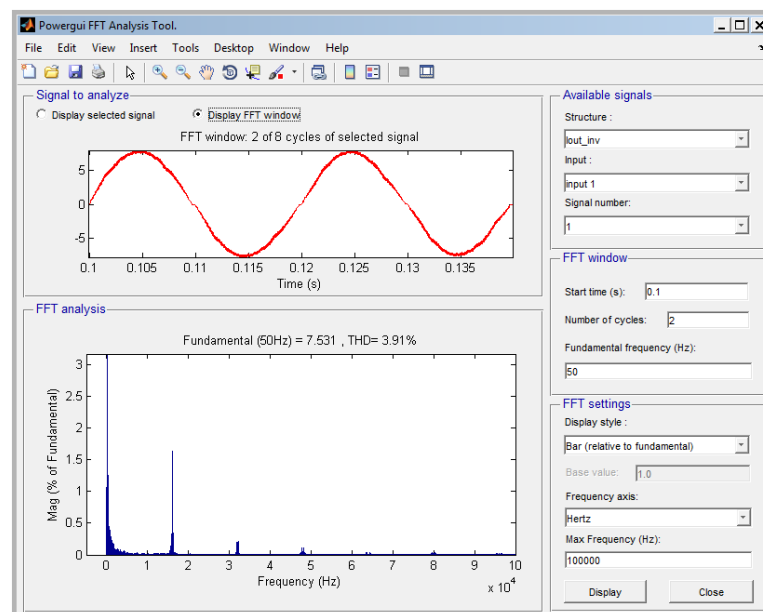 Powergui FFT Analysis Tool.
File Edit View Insert Tools Desktop Window Help
Signal to analyze
Display selected signal
Display FFT window
FFT window: 2 of 8 cycles of selected signal
5
0
-5
0.1 0.105 0.11 0.115 0.12 0.125 0.13 0.135
Time (s)
FFT analysis
Fundamental (50Hz) = 7.531 , THD= 3.91%
Mag (% of Fundamental)
3
2.5
2
1.5
1
0.5
0
0 1 2 3 4 5 6 7 8 9 10
Frequency (Hz)
x 10^4
Available signals
Structure :
Iout_inv
Input :
input 1
Signal number:
1
FFT window
Start time (s): 0.1
Number of cycles: 2
Fundamental frequency (Hz):
50
FFT settings
Display style :
Bar (relative to fundamental)
Base value: 1.0
Frequency axis:
Hertz
Max Frequency (Hz):
100000
Display Close